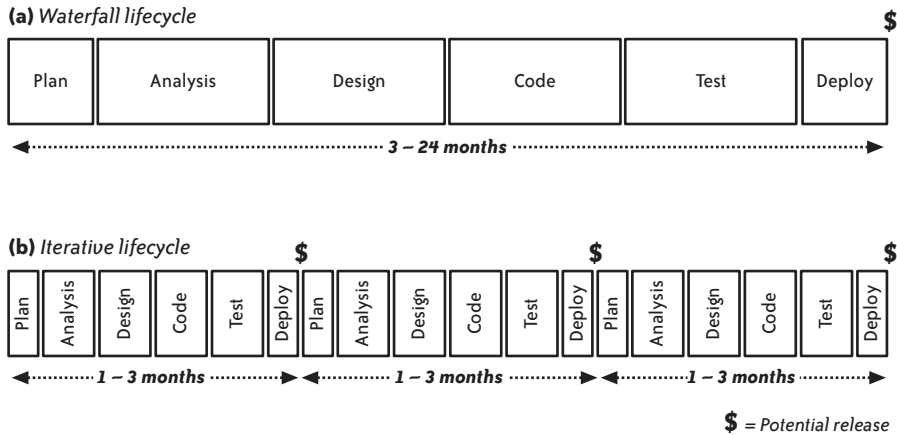 (a) Waterfall lifecycle
$
Plan Analysis Design Code Test Deploy
3 – 24 months
(b) Iterative lifecycle
$ $ $
Plan Analysis Design Code Test Deploy Plan Analysis Design Code Test Deploy Plan Analysis Design Code Test Deploy
1 – 3 months 1 – 3 months 1 – 3 months
$ = Potential release